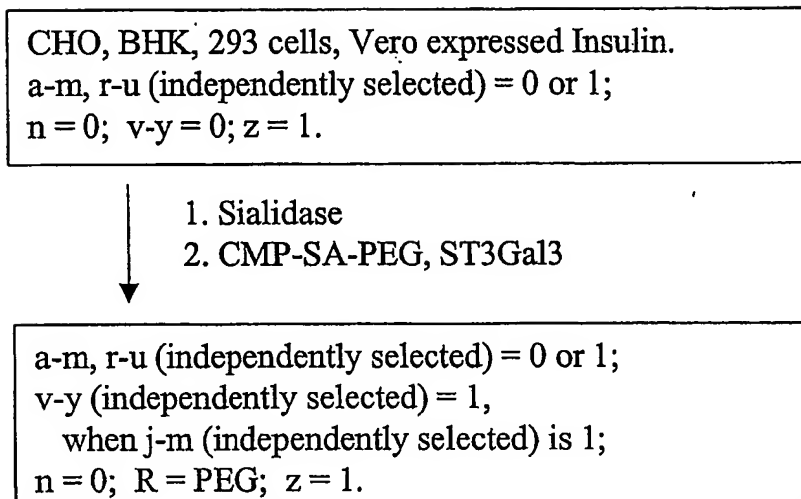 CHO, BHK, 293 cells, Vero expressed Insulin.
a-m, r-u (independently selected) = 0 or 1;
n = 0; v-y = 0; z = 1.
1. Sialidase
2. CMP-SA-PEG, ST3Gal3
a-m, r-u (independently selected) = 0 or 1;
v-y (independently selected) = 1,
when j-m (independently selected) is 1;
n = 0; R = PEG; z = 1.